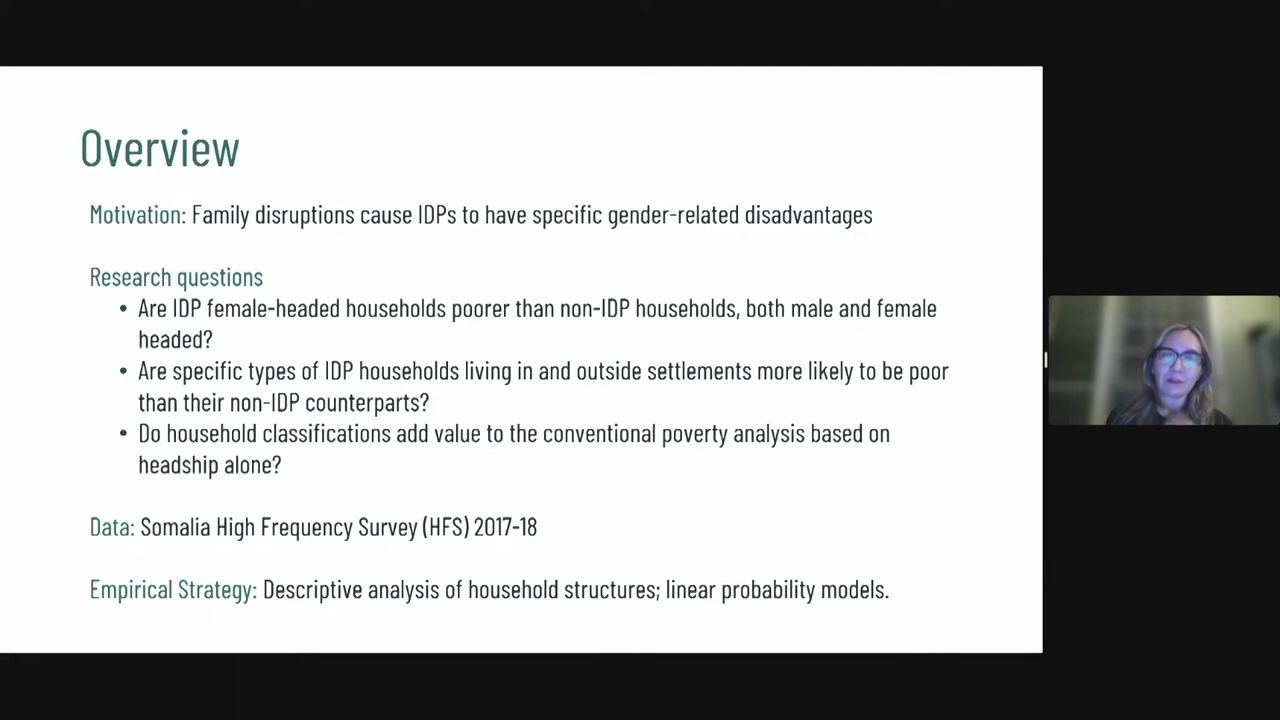 Overview
Motivation: Family disruptions cause IDPs to have specific gender-related disadvantages
Research questions
• Are IDP female-headed households poorer than non-IDP households, both male and female
headed?
• Are specific types of IDP households living in and outside settlements more likely to be poor
than their non-IDP counterparts?
• Do household classifications add value to the conventional poverty analysis based on
headship alone?
Data: Somalia High Frequency Survey (HFS) 2017-18
Empirical Strategy: Descriptive analysis of household structures; linear probability models.